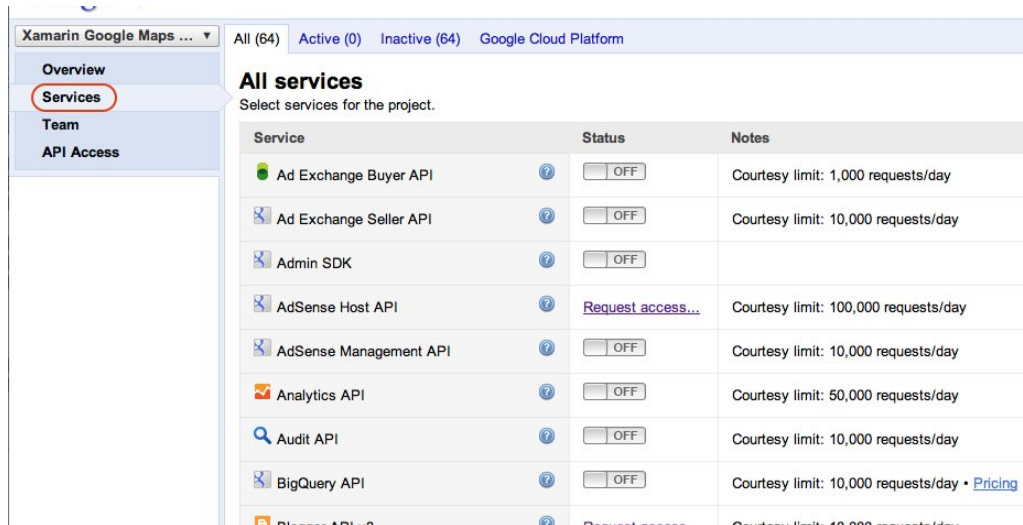 Xamarin Google Maps ... ▼
All (64) Active (0) Inactive (64) Google Cloud Platform
Overview
Services
Team
API Access
All services
Select services for the project.
Service Status Notes
Ad Exchange Buyer API ? OFF Courtesy limit: 1,000 requests/day
Ad Exchange Seller API ? OFF Courtesy limit: 10,000 requests/day
Admin SDK ? OFF
AdSense Host API ? Request access... Courtesy limit: 100,000 requests/day
AdSense Management API ? OFF Courtesy limit: 10,000 requests/day
Analytics API ? OFF Courtesy limit: 50,000 requests/day
Audit API ? OFF Courtesy limit: 10,000 requests/day
BigQuery API ? OFF Courtesy limit: 10,000 requests/day • Pricing